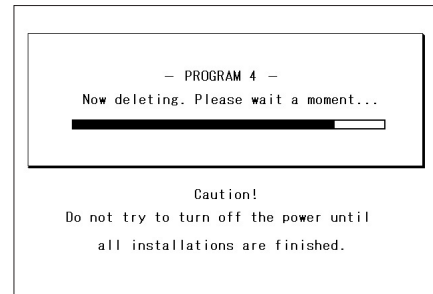 — PROGRAM 4 —
Now deleting. Please wait a moment...
Caution!
Do not try to turn off the power until
all installations are finished.